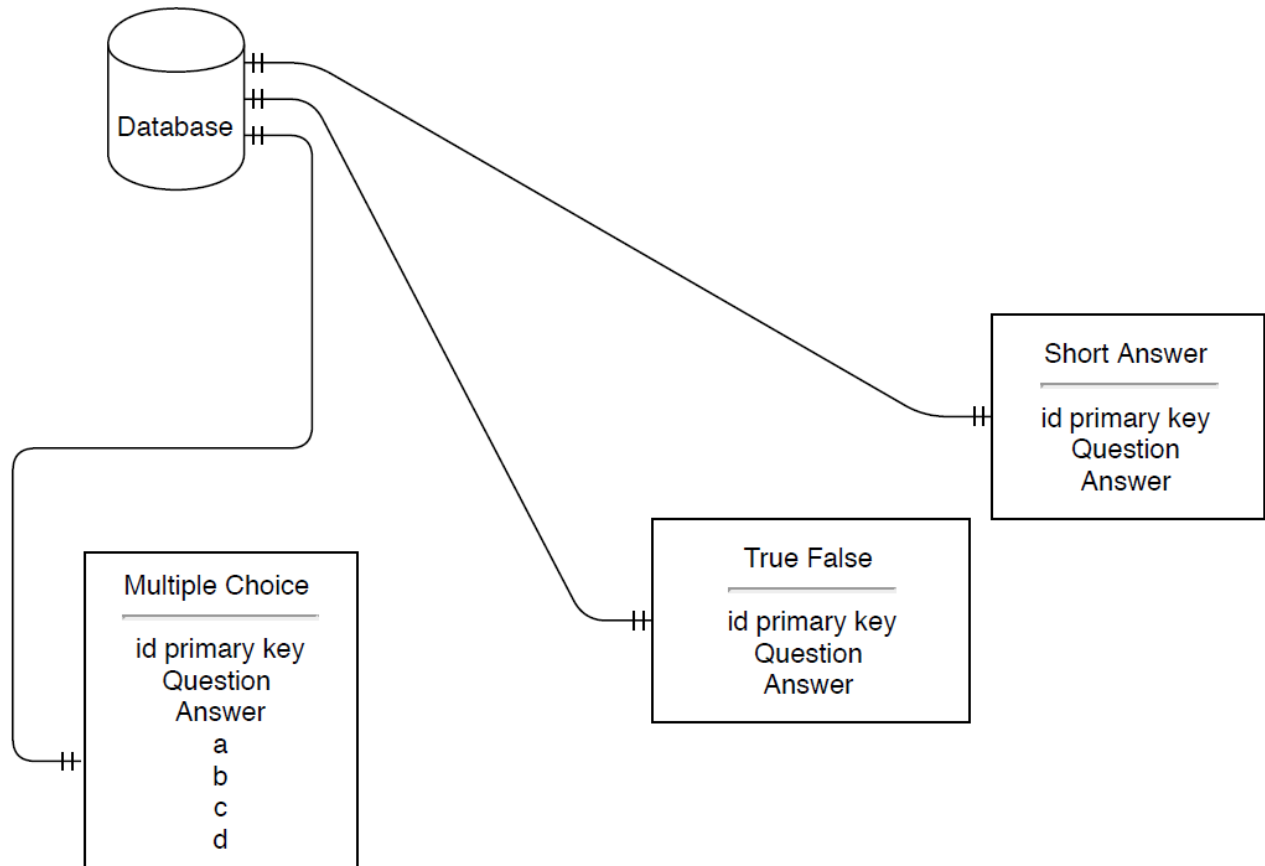 Database
Short Answer
id primary key
Question
Answer
True False
id primary key
Question
Answer
Multiple Choice
id primary key
Question
Answer
a
b
c
d